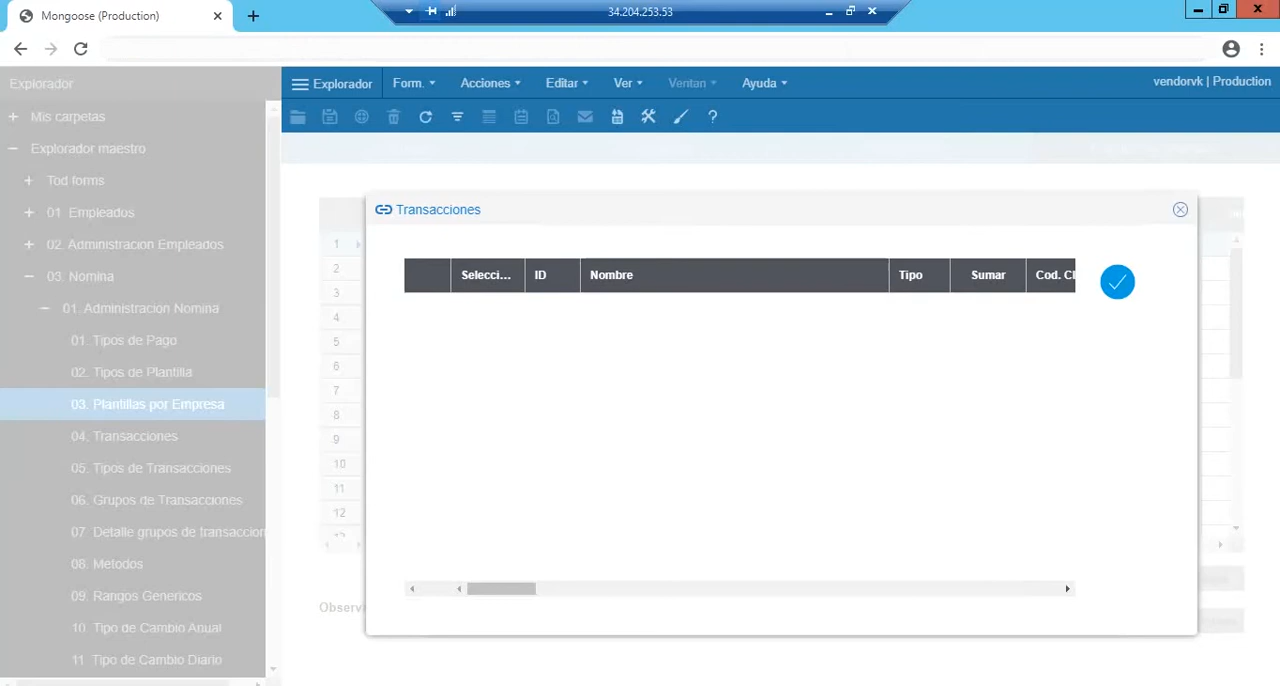 Mongoose (Production)
34.204.253.53
Explorador
Explorador Form. Acciones Editar Ver Ventan Ayuda
vendorvk | Production
Mis carpetas
Explorador maestro
Tod forms
01. Empleados
02. Administracion Empleados
03. Nomina
01. Administracion Nomina
01. Tipos de Pago
02. Tipos de Plantilla
03. Plantillas por Empresa
04. Transacciones
05. Tipos de Transacciones
06. Grupos de Transacciones
07. Detalle grupos de transaccion
08. Metodos
09. Rangos Genericos
10. Tipo de Cambio Anual
11. Tipo de Cambio Diario
1
2
3
4
5
6
7
8
9
10
11
12
Transacciones
Selecci... ID Nombre Tipo Sumar Cod. Cl
Observ